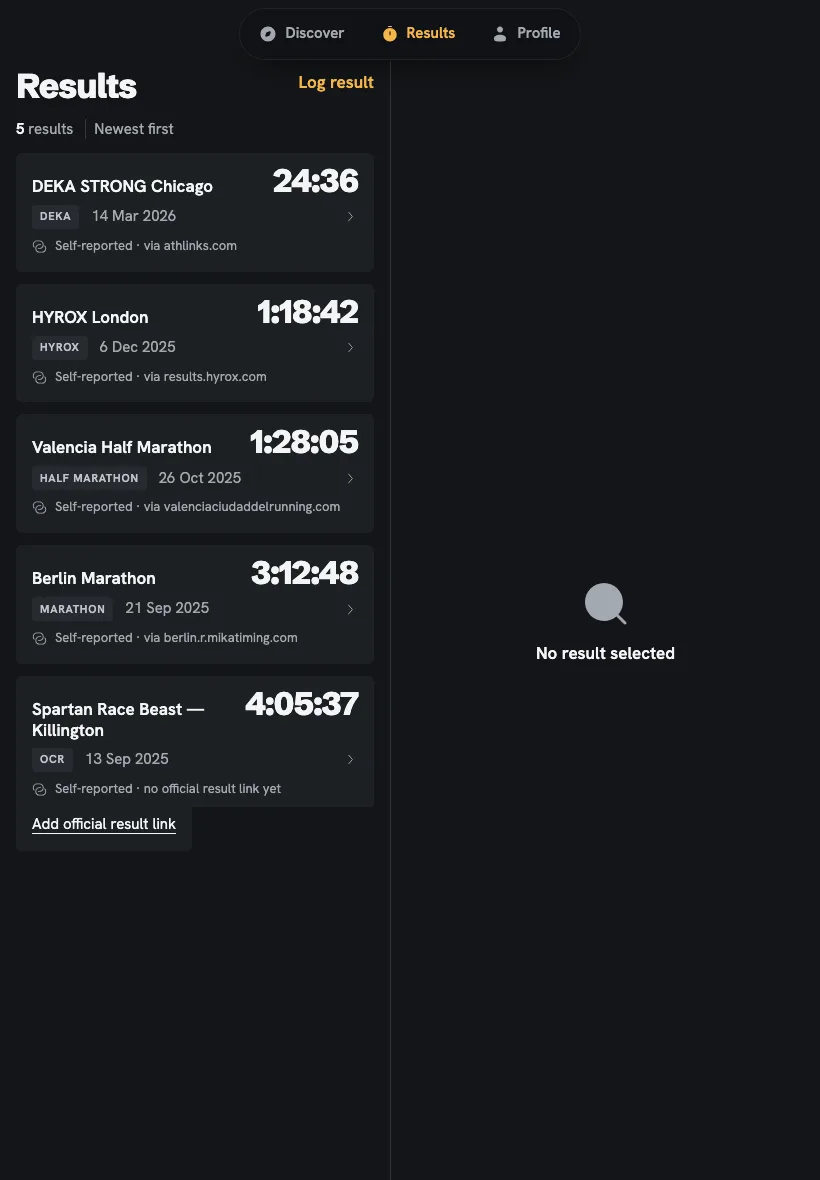 Discover
Results
Profile
Results
Log result
5 results
Newest first
DEKA STRONG Chicago
24:36
DEKA
14 Mar 2026
Self-reported · via athlinks.com
HYROX London
1:18:42
HYROX
6 Dec 2025
Self-reported · via results.hyrox.com
Valencia Half Marathon
1:28:05
HALF MARATHON
26 Oct 2025
Self-reported · via valenciaciudaddelrunning.com
Berlin Marathon
3:12:48
MARATHON
21 Sep 2025
Self-reported · via berlin.r.mikatiming.com
Spartan Race Beast —
Killington
4:05:37
OCR
13 Sep 2025
Self-reported · no official result link yet
Add official result link
No result selected